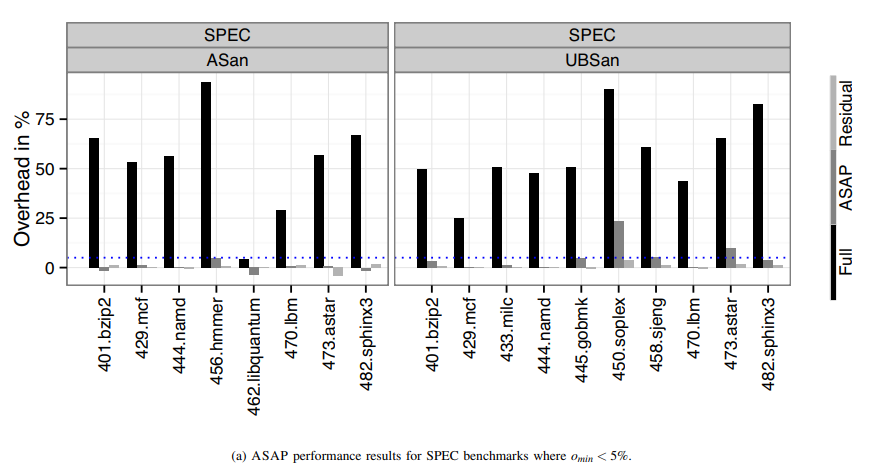 SPEC
SPEC
ASan
UBSan
Overhead in %
75
50
25
0
401.bzip2
429.mcf
444.namd
456.hmmer
462.libquantum
470.lbm
473.astar
482.sphinx3
401.bzip2
429.mcf
433.milc
444.namd
445.gobmk
450.soplex
458.sjeng
470.lbm
473.astar
482.sphinx3
Residual
ASAP
Full
(a) ASAP performance results for SPEC benchmarks where omin < 5%.